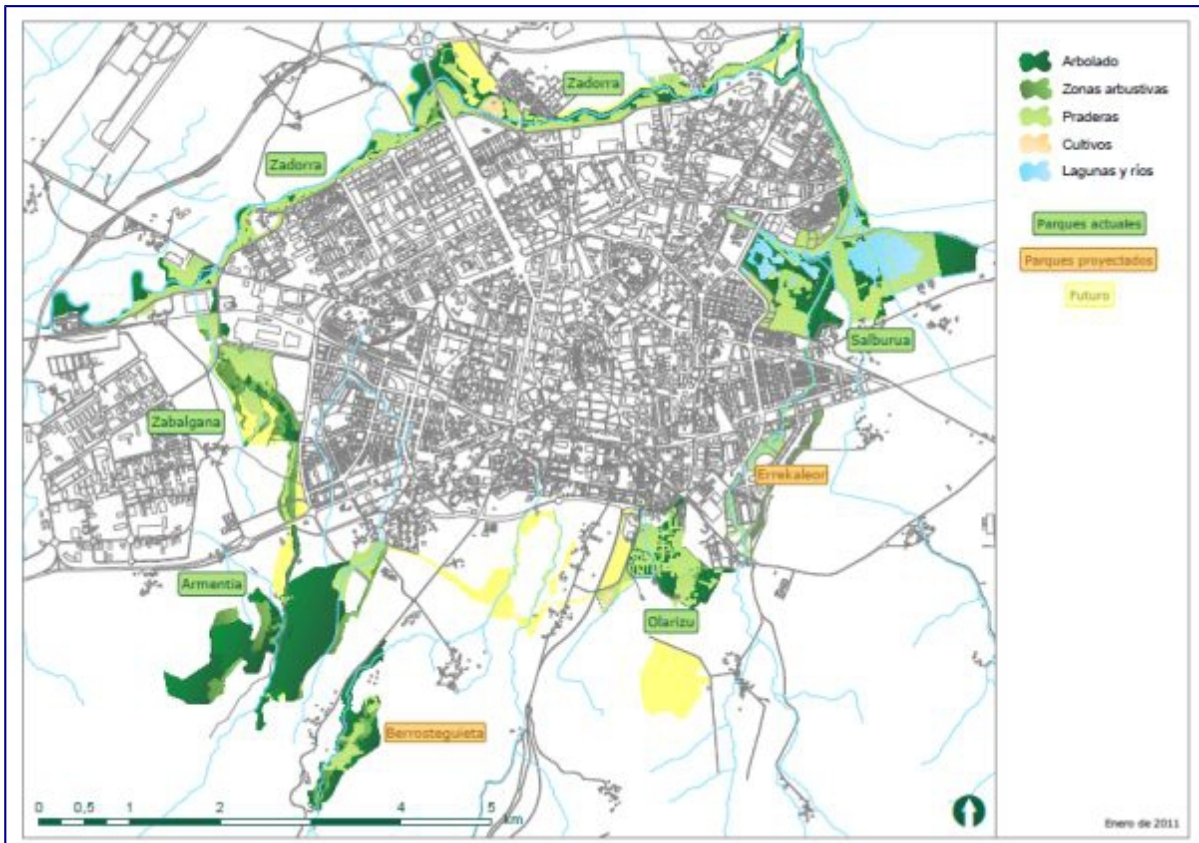 Arbolado
Zonas arbustivas
Praderas
Cultivos
Lagunas y ríos
Parques actuales
Parques proyectados
Futuro
Zadorra
Zadorra
Salburua
Zabalgana
Errekaleor
Armentia
Olarizu
Berrosteguieta
0 0,5 1 2 3 4 5
km
Enero de 2011